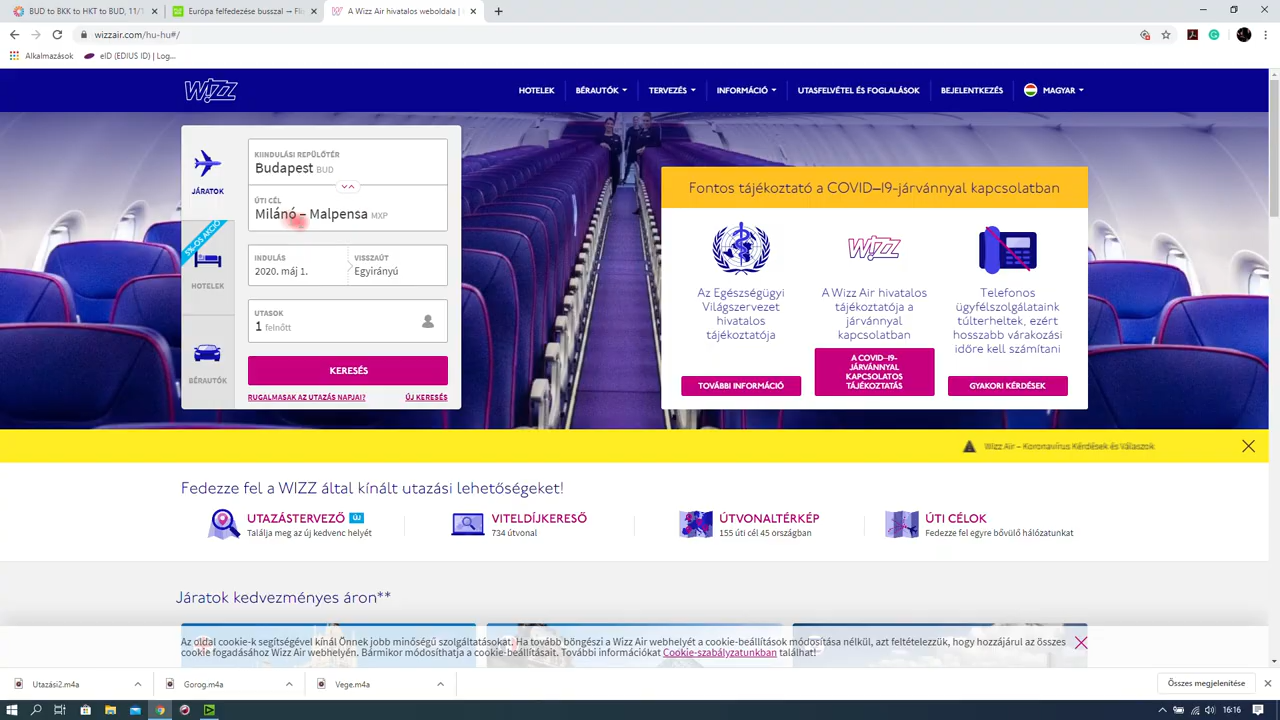 BUD to BKK to HKT to BUD, 11/1
Európa felfedezése busszal – Fl
A Wizz Air hivatalos weboldala |
wizzair.com/hu-hu#/
Alkalmazások
eID (EDIUS ID) | Log...
WIZZ
HOTELEK
BÉRAUTÓK
TERVEZÉS
INFORMÁCIÓ
UTASFELVÉTEL ÉS FOGLALÁSOK
BEJELENTKEZÉS
MAGYAR
JÁRATOK
5%-OS AKCIÓ
HOTELEK
BÉRAUTÓK
KIINDULÁSI REPÜLŐTÉR
Budapest BUD
ÚTI CÉL
Milánó – Malpensa MXP
INDULÁS
2020. máj 1.
VISSZAÚT
Egyirányú
UTASOK
1 felnőtt
KERESÉS
RUGALMASAK AZ UTAZÁS NAPJAI?
ÚJ KERESÉS
Fontos tájékoztató a COVID–19-járvánnyal kapcsolatban
Az Egészségügyi
Világszervezet
hivatalos
tájékoztatója
TOVÁBBI INFORMÁCIÓ
WIZZ
A Wizz Air hivatalos
tájékoztatója a
járvánnyal
kapcsolatban
A COVID–19-
JÁRVÁNNYAL
KAPCSOLATOS
TÁJÉKOZTATÁS
Telefonos
ügyfélszolgálataink
túlterheltek, ezért
hosszabb várakozási
időre kell számítani
GYAKORI KÉRDÉSEK
Wizz Air – Koronavírus Kérdések és Válaszok
Fedezze fel a WIZZ által kínált utazási lehetőségeket!
UTAZÁSTERVEZŐ ÚJ
Találja meg az új kedvenc helyét
VITELDÍJKERESŐ
734 útvonal
ÚTVONALTÉRKÉP
155 úti cél 45 országban
ÚTI CÉLOK
Fedezze fel egyre bővülő hálózatunkat
Járatok kedvezményes áron**
Az oldal cookie-k segítségével kínál Önnek jobb minőségű szolgáltatásokat. Ha tovább böngészi a Wizz Air webhelyét a cookie-beállítások módosítása nélkül, azt feltételezzük, hogy hozzájárul az összes
cookie fogadásához Wizz Air webhelyén. Bármikor módosíthatja a cookie-beállításait. További információkat Cookie-szabályzatunkban találhat!
Utazási2.m4a
Gorog.m4a
Vege.m4a
Összes megjelenítése
16:16